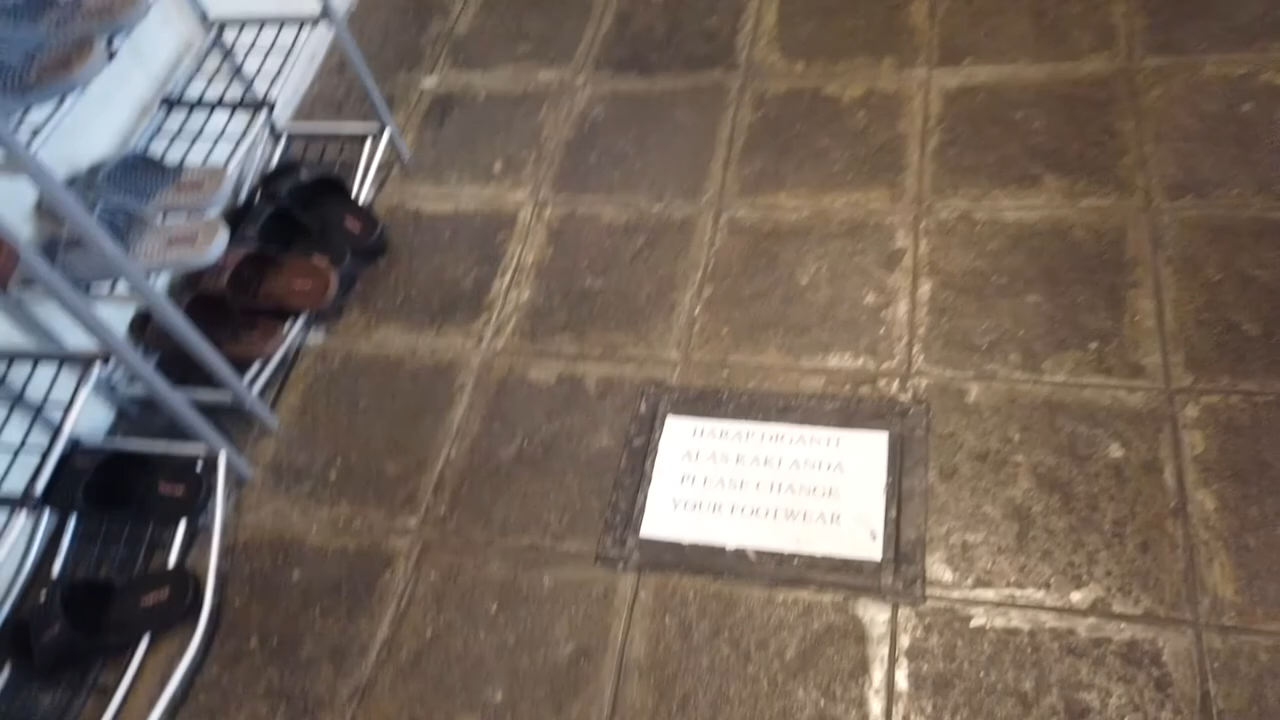 HARAP DIGANTI
ALAS KAKI ANDA
PLEASE CHANGE
YOUR FOOTWEAR